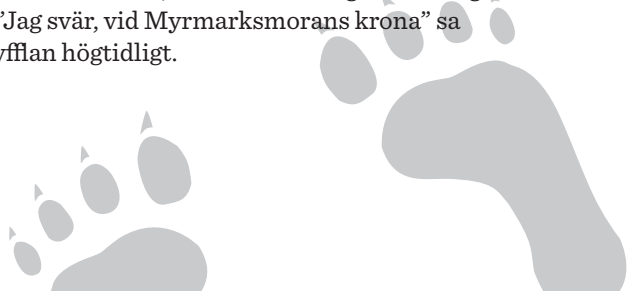 ”Jag svär, vid Myrmarksmorans krona” sa
högtidligt.